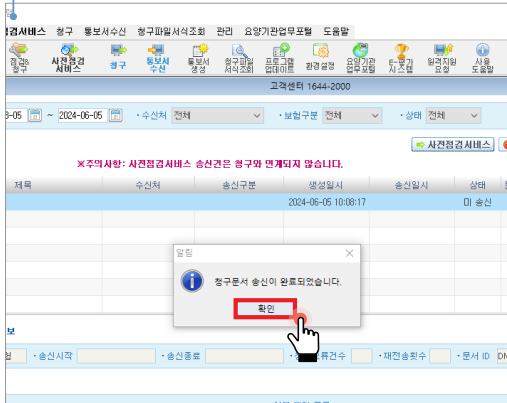 점검서비스 청구 통보서수신 청구파일서식조회 관리 요양기관업무포털 도움말
점검& 청구
사전점검 서비스
청구
통보서 수신
통보서 생성
청구파일 서식조회
프로그램 업데이트
환경설정
요양기관 업무포털
E-평가 시스템
원격지원 요청
사용 도움말
고객센터 1644-2000
3-05 ~ 2024-06-05 · 수신처 전체 · 보험구분 전체 · 상태 전체
사전점검서비스
※주의사항: 사전점검서비스 송신건은 청구와 연계되지 않습니다.
제목 수신처 송신구분 생성일시 송신일시 상태
2024-06-05 10:08:17 미 송신
알림
청구문서 송신이 완료되었습니다.
확인
보
험 · 송신시작 · 송신종료 류건수 · 재전송횟수 · 문서 ID DN